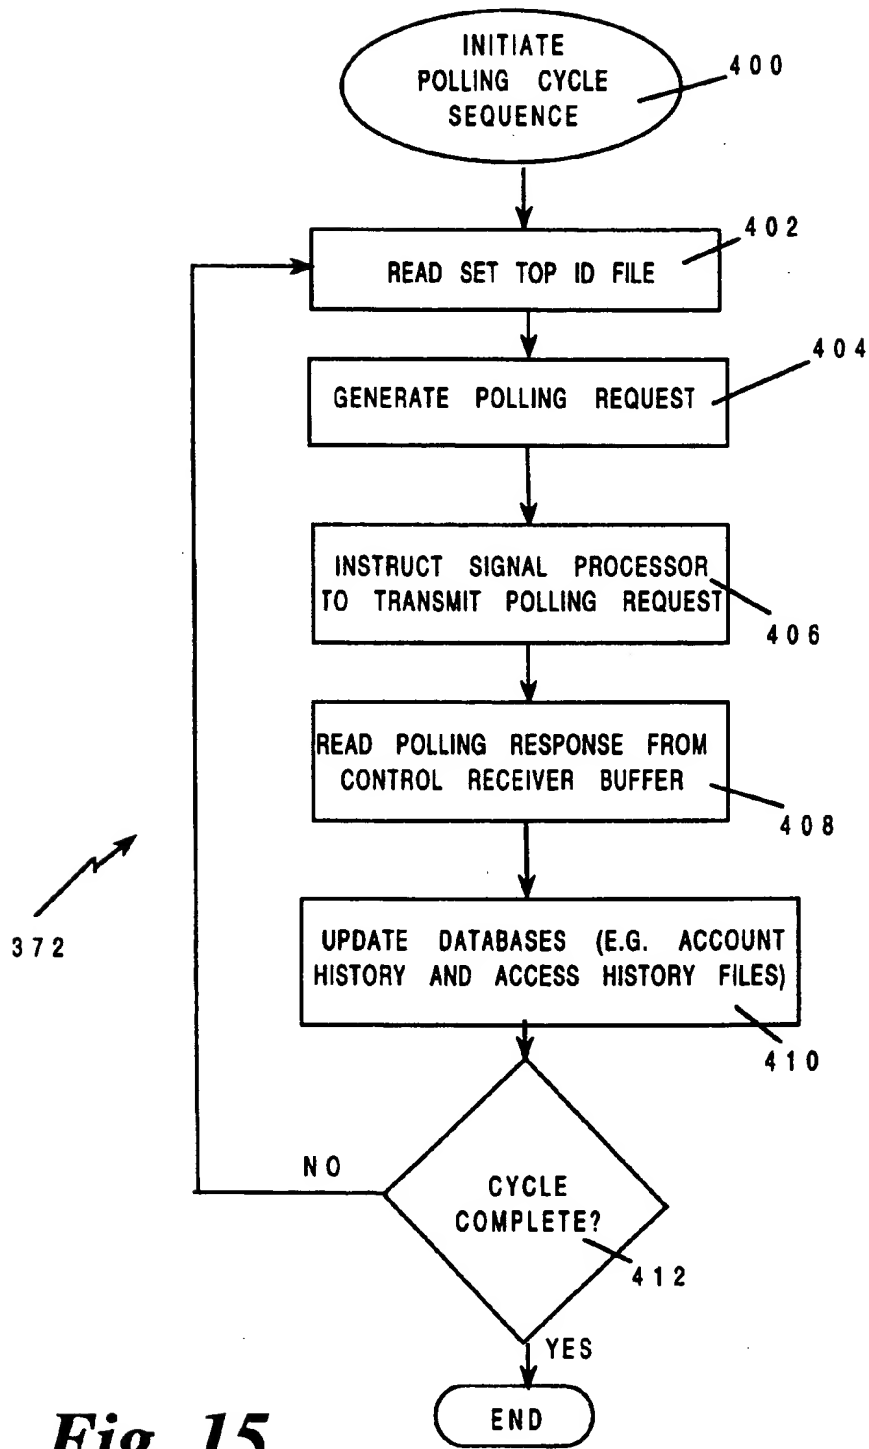 INITIATE
POLLING CYCLE
SEQUENCE
400
402
READ SET TOP ID FILE
404
GENERATE POLLING REQUEST
INSTRUCT SIGNAL PROCESSOR
TO TRANSMIT POLLING REQUEST
406
READ POLLING RESPONSE FROM
CONTROL RECEIVER BUFFER
408
372
UPDATE DATABASES (E.G. ACCOUNT
HISTORY AND ACCESS HISTORY FILES)
410
NO
CYCLE
COMPLETE?
412
YES
END
Fig. 15